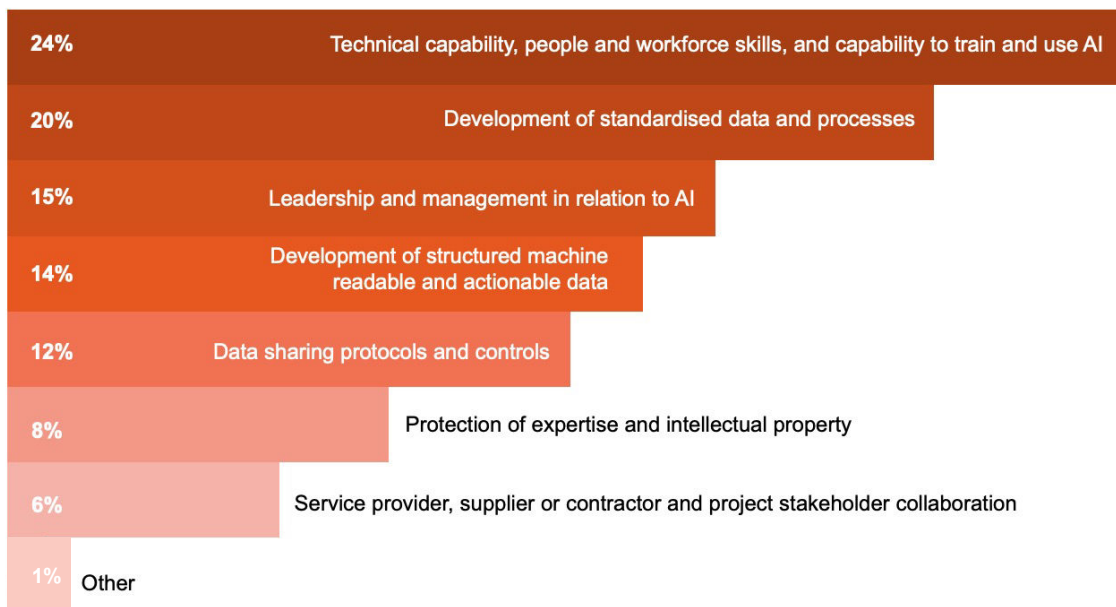 24% Technical capability, people and workforce skills, and capability to train and use AI
20% Development of standardised data and processes
15% Leadership and management in relation to AI
14% Development of structured machine
readable and actionable data
12% Data sharing protocols and controls
8% Protection of expertise and intellectual property
6% Service provider, supplier or contractor and project stakeholder collaboration
1% Other